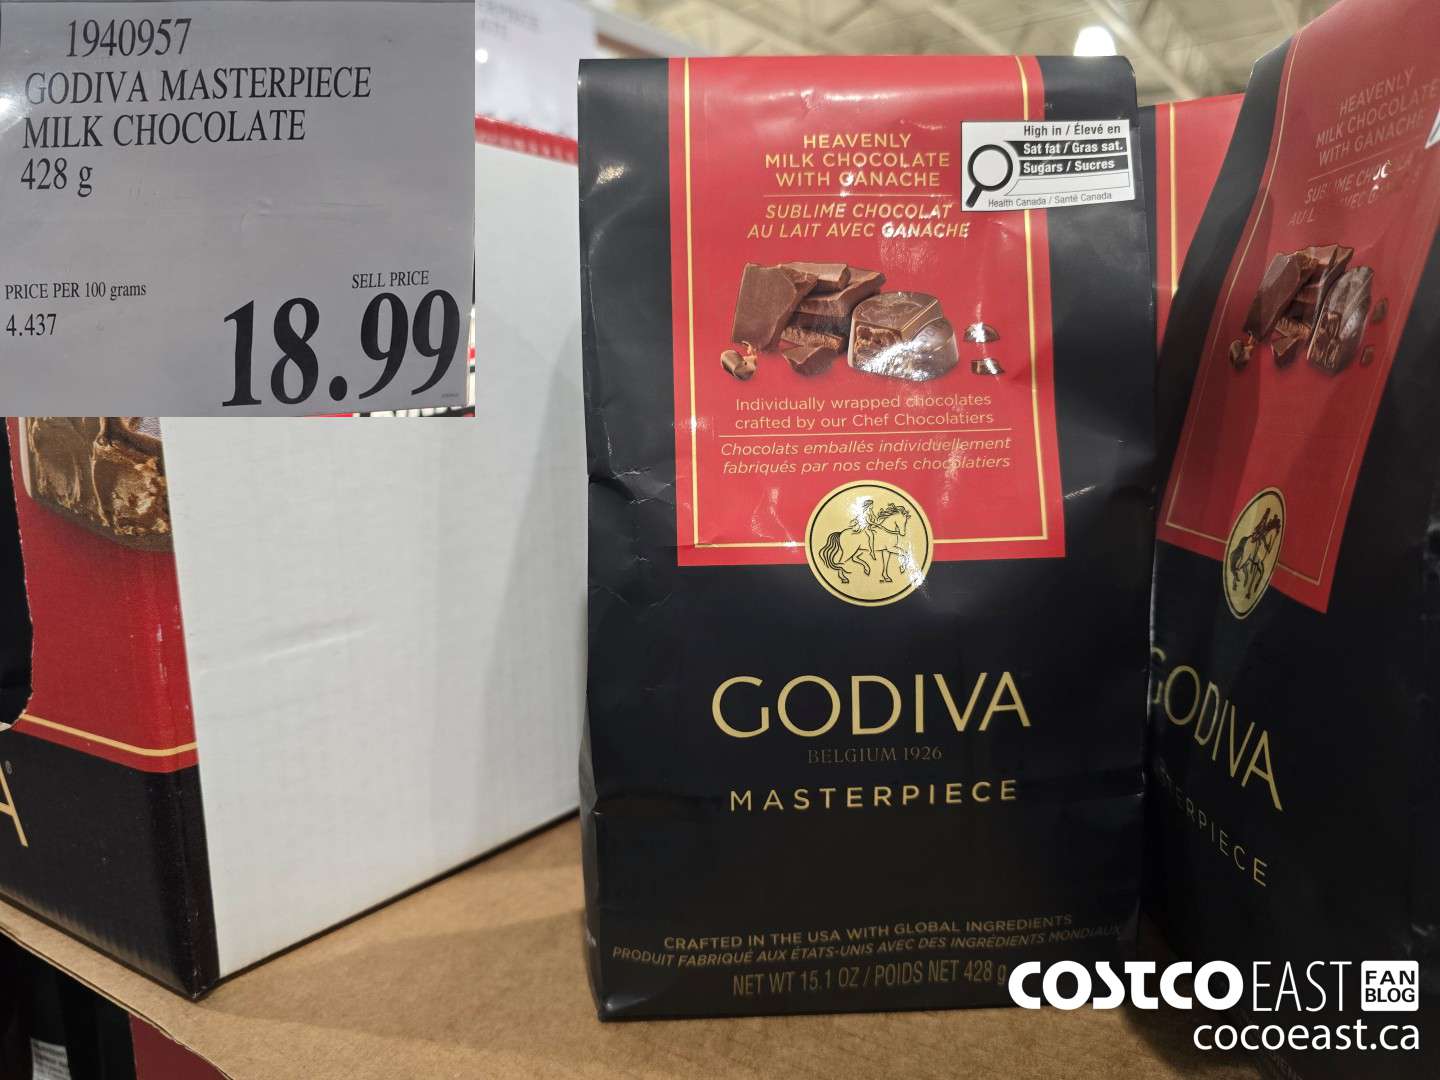 1940957
GODIVA MASTERPIECE
MILK CHOCOLATE
428 g
PRICE PER 100 grams
4.437
SELL PRICE
18.99
HEAVENLY
MILK CHOCOLATE
WITH GANACHE
SUBLIME CHOCOLAT
AU LAIT AVEC GANACHE
High in / Élevé en
Sat fat / Gras sat.
Sugars / Sucres
Health Canada / Santé Canada
Individually wrapped chocolates
crafted by our Chef Chocolatiers
Chocolats emballés individuellement
fabriqués par nos chefs chocolatiers
GODIVA
BELGIUM 1926
MASTERPIECE
CRAFTED IN THE USA WITH GLOBAL INGREDIENTS
PRODUIT FABRIQUÉ AUX ÉTATS-UNIS AVEC DES INGRÉDIENTS MONDIAUX
NET WT 15.1 OZ / POIDS NET 428 g
HEAVENLY
MILK CHOCOLATE
WITH GANACHE
GODIVA
COSTCO EAST FAN BLOG
cocoeast.ca